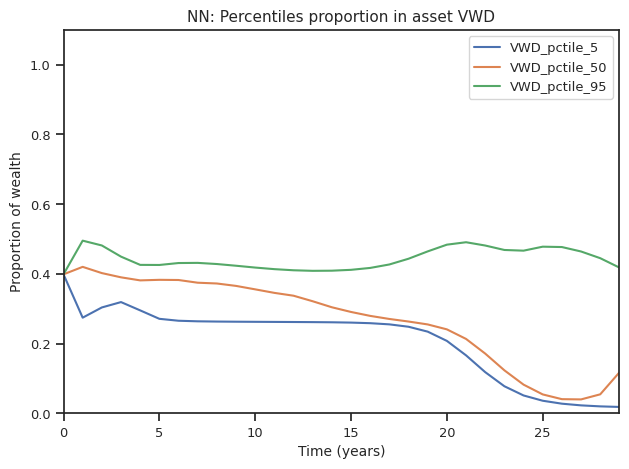 NN: Percentiles proportion in asset VWD
VWD_pctile_5
VWD_pctile_50
VWD_pctile_95
Proportion of wealth
1.0
0.8
0.6
0.4
0.2
0.0
0 5 10 15 20 25
Time (years)